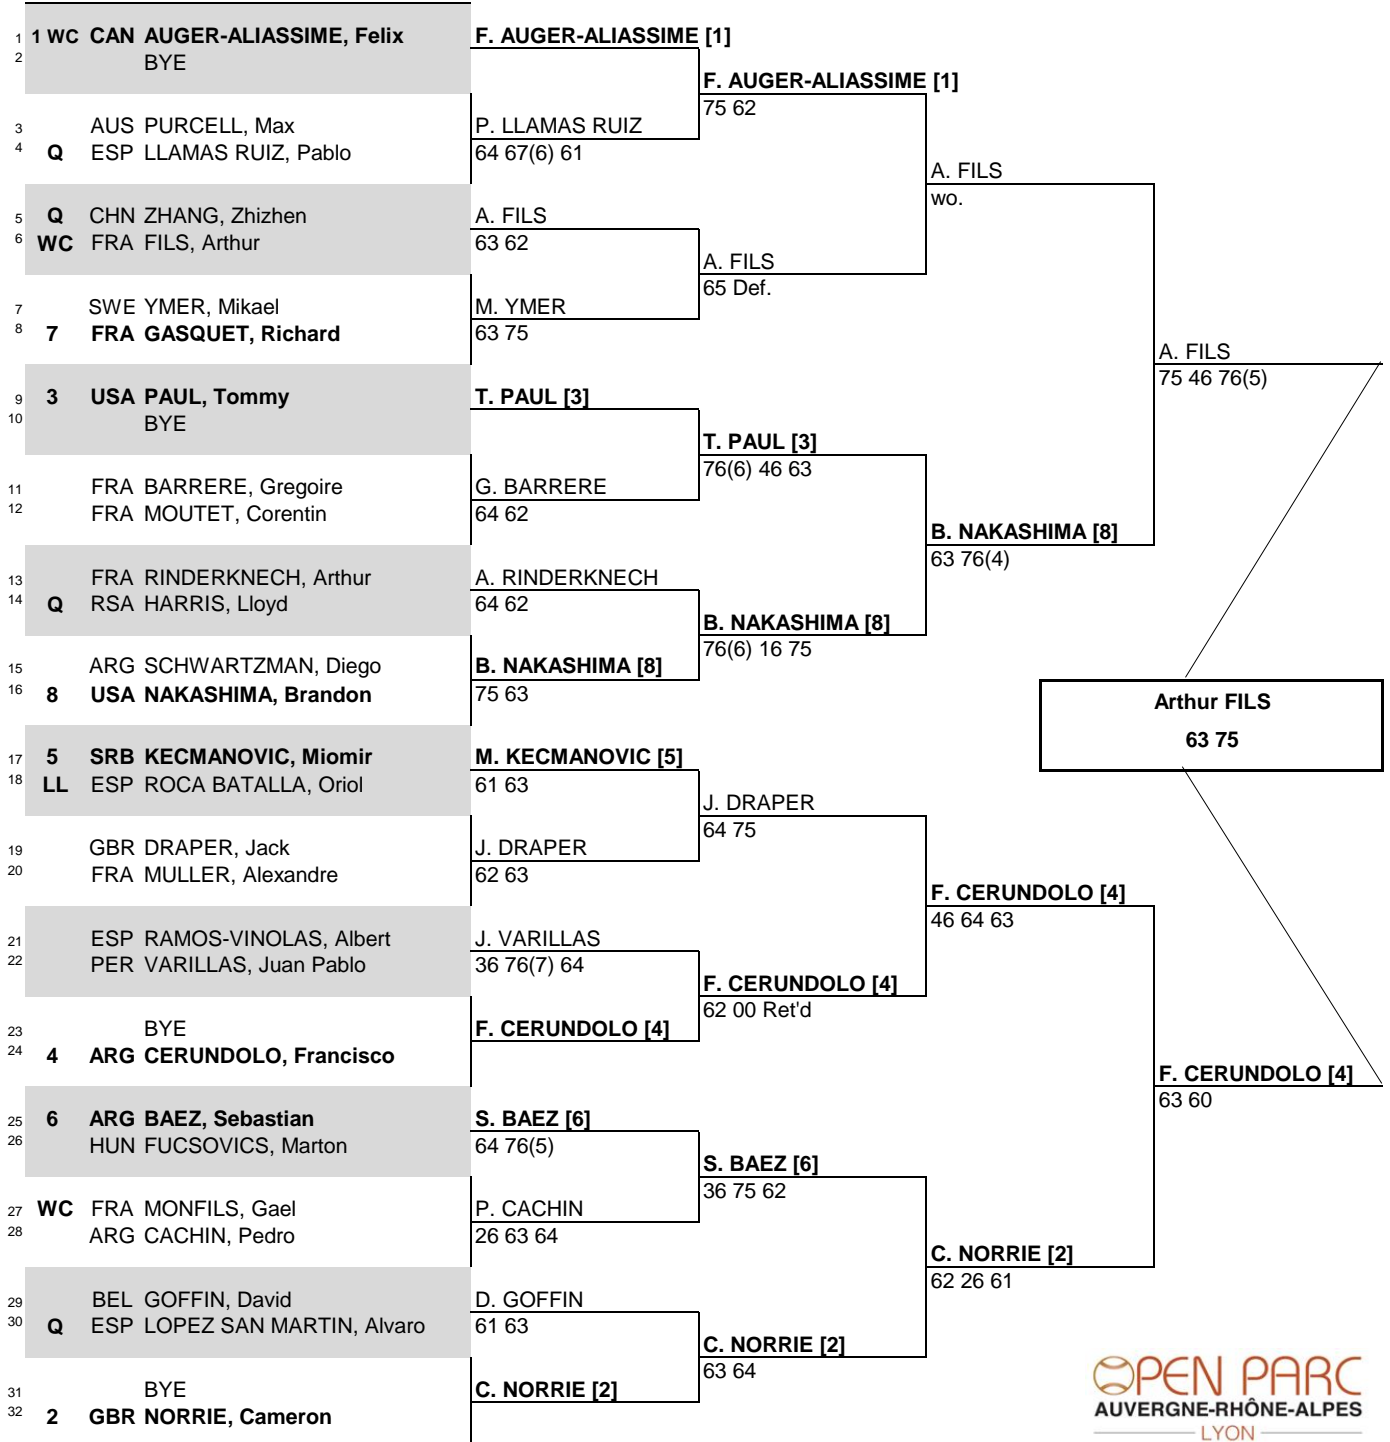 1 1 WC CAN AUGER-ALIASSIME, Felix
2 BYE
3 AUS PURCELL, Max
4 Q ESP LLAMAS RUIZ, Pablo
5 Q CHN ZHANG, Zhizhen
6 WC FRA FILS, Arthur
7 SWE YMER, Mikael
8 7 FRA GASQUET, Richard
9 3 USA PAUL, Tommy
10 BYE
11 FRA BARRERE, Gregoire
12 FRA MOUTET, Corentin
13 FRA RINDERKNECH, Arthur
14 Q RSA HARRIS, Lloyd
15 ARG SCHWARTZMAN, Diego
16 8 USA NAKASHIMA, Brandon
17 5 SRB KECMANOVIC, Miomir
18 LL ESP ROCA BATALLA, Oriol
19 GBR DRAPER, Jack
20 FRA MULLER, Alexandre
21 ESP RAMOS-VINOLAS, Albert
22 PER VARILLAS, Juan Pablo
23 BYE
24 4 ARG CERUNDOLO, Francisco
25 6 ARG BAEZ, Sebastian
26 HUN FUCSOVICS, Marton
27 WC FRA MONFILS, Gael
28 ARG CACHIN, Pedro
29 BEL GOFFIN, David
30 Q ESP LOPEZ SAN MARTIN, Alvaro
31 BYE
32 2 GBR NORRIE, Cameron
F. AUGER-ALIASSIME [1]
P. LLAMAS RUIZ
64 67(6) 61
A. FILS
63 62
M. YMER
63 75
T. PAUL [3]
G. BARRERE
64 62
A. RINDERKNECH
64 62
B. NAKASHIMA [8]
75 63
M. KECMANOVIC [5]
61 63
J. DRAPER
62 63
J. VARILLAS
36 76(7) 64
F. CERUNDOLO [4]
S. BAEZ [6]
64 76(5)
P. CACHIN
26 63 64
D. GOFFIN
61 63
C. NORRIE [2]
F. AUGER-ALIASSIME [1]
75 62
A. FILS
65 Def.
T. PAUL [3]
76(6) 46 63
B. NAKASHIMA [8]
76(6) 16 75
J. DRAPER
64 75
F. CERUNDOLO [4]
62 00 Ret'd
S. BAEZ [6]
36 75 62
C. NORRIE [2]
63 64
A. FILS
wo.
B. NAKASHIMA [8]
63 76(4)
F. CERUNDOLO [4]
46 64 63
C. NORRIE [2]
62 26 61
A. FILS
75 46 76(5)
F. CERUNDOLO [4]
63 60
Arthur FILS
63 75
OPEN PARC
AUVERGNE-RHÔNE-ALPES
LYON